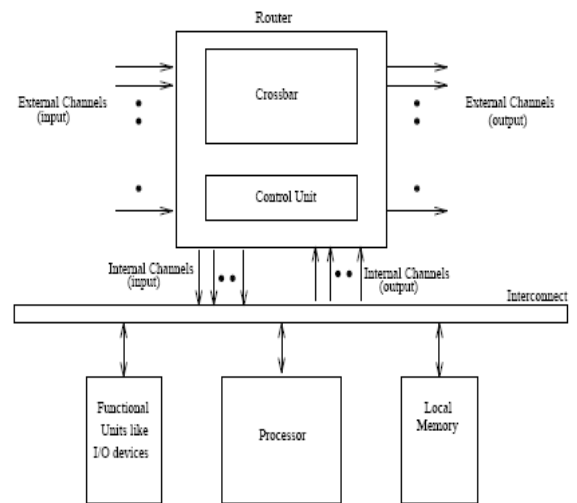 Router
External Channels
(input)
Crossbar
External Channels
(output)
Control Unit
Internal Channels
(input)
Internal Channels
(output)
Interconnect
Functional
Units like
I/O devices
Processor
Local
Memory